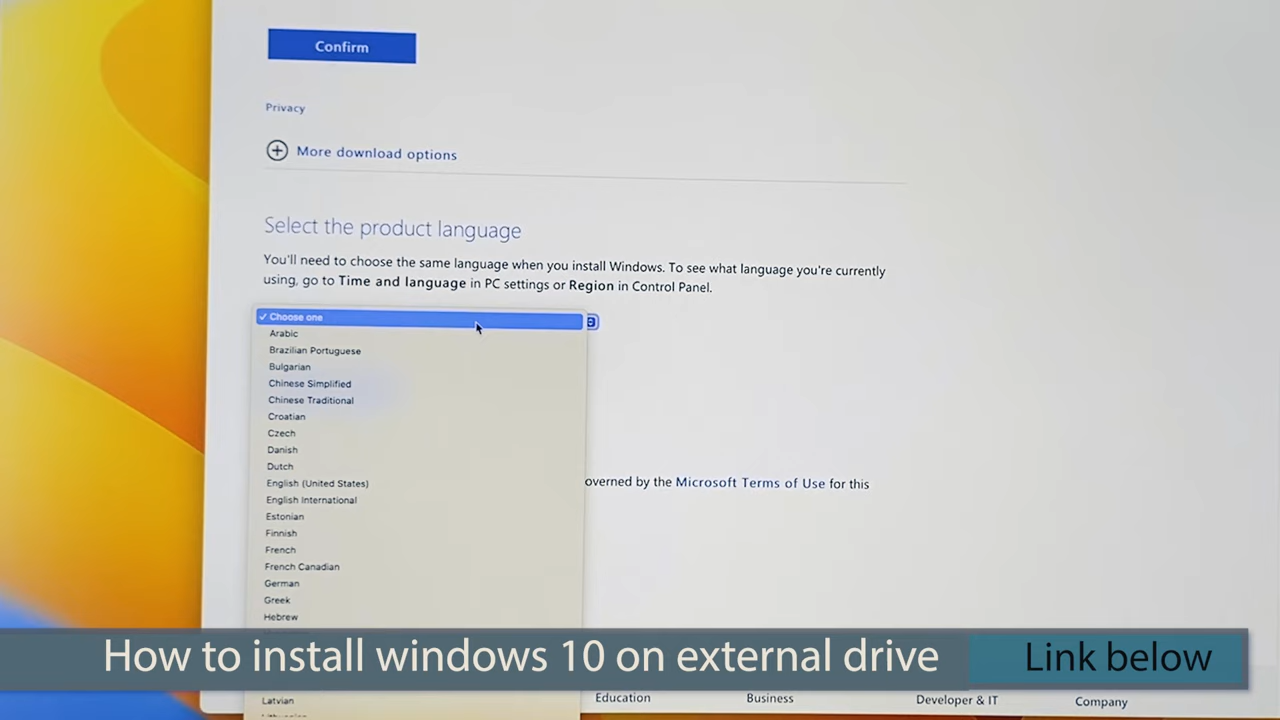 Confirm
Privacy
More download options
Select the product language
You'll need to choose the same language when you install Windows. To see what language you're currently
using, go to Time and language in PC settings or Region in Control Panel.
✓ Choose one
Arabic
Brazilian Portuguese
Bulgarian
Chinese Simplified
Chinese Traditional
Croatian
Czech
Danish
Dutch
English (United States)
overned by the Microsoft Terms of Use for this
English International
Estonian
Finnish
French
French Canadian
German
Greek
Hebrew
How to install windows 10 on external drive
Link below
Latvian
Education
Business
Developer & IT
Company